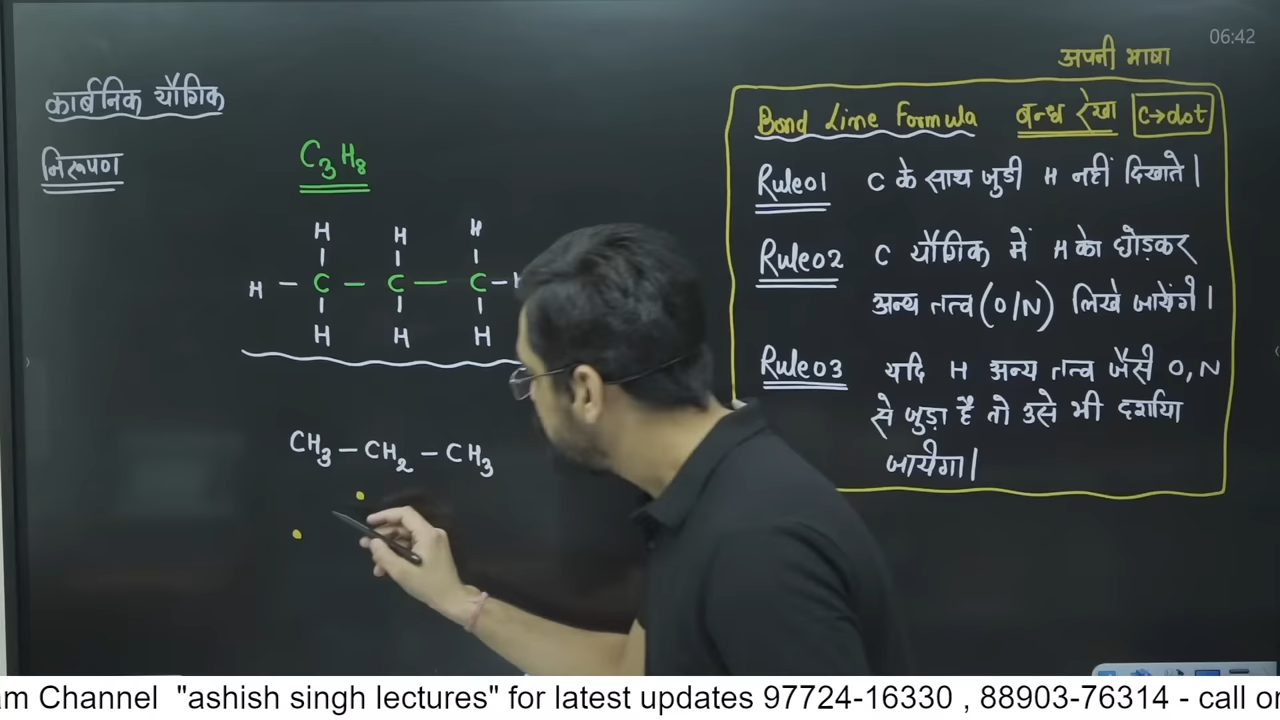 06:42
अपनी भाषा
कार्बनिक यौगिक
निरूपण
C₃H₈
H H H
H – C – C – C –
H H H
CH₃ – CH₂ – CH₃
Bond Line Formula बन्ध रेखा C→dot
Rule01 C के साथ जुडी H नहीं दिखाते।
Rule02 C यौगिक में H का छोड़कर
अन्य तत्व (O/N) लिखे जायेंगे।
Rule03 यदि H अन्य तत्व जैसे O, N
से जुड़ा है तो उसे भी दर्शाया
जायेगा।
am Channel "ashish singh lectures" for latest updates 97724-16330 , 88903-76314 - call or